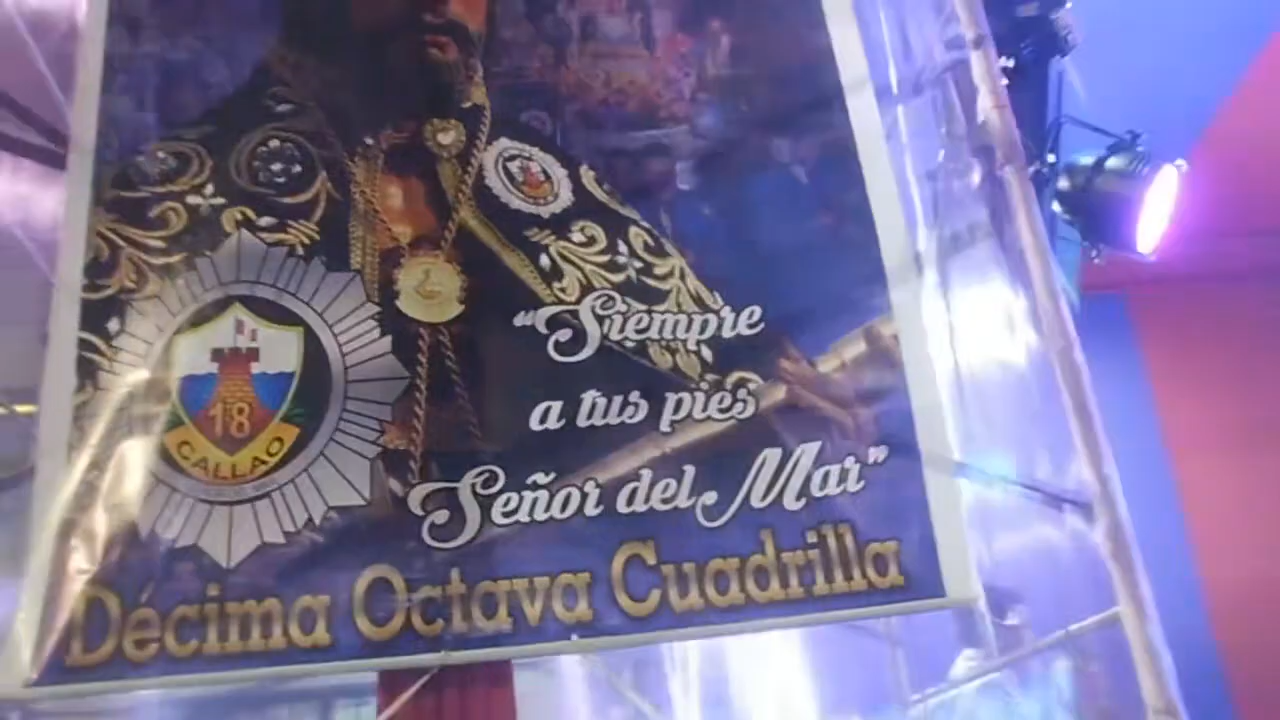 18
CALLAO
“Siempre
a tus pies
Señor del Mar”
Décima Octava Cuadrilla